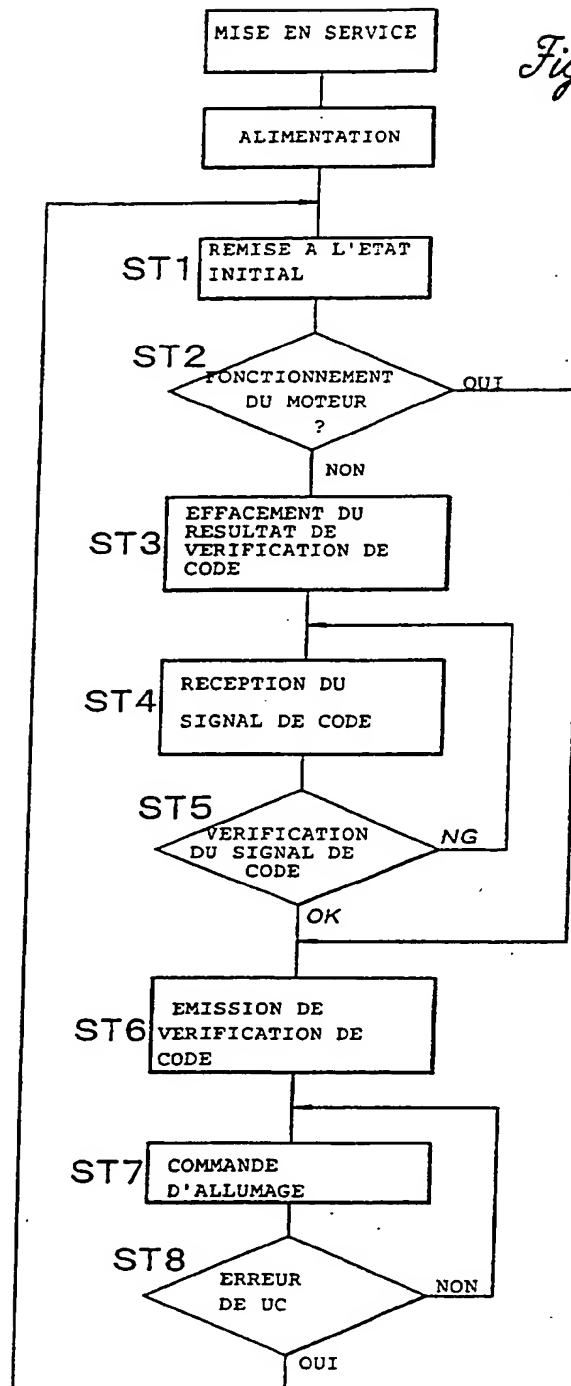 MISE EN SERVICE
Fig
ALIMENTATION
ST1
REMISE A L'ETAT
INITIAL
ST2
FONCTIONNEMENT
DU MOTEUR
?
OUI
NON
ST3
EFFACEMENT DU
RESULTAT DE
VERIFICATION DE
CODE
ST4
RECEPTION DU
SIGNAL DE CODE
ST5
VERIFICATION
DU SIGNAL DE
CODE
NG
OK
ST6
EMISSION DE
VERIFICATION DE
CODE
ST7
COMMANDE
D'ALLUMAGE
ST8
ERREUR
DE UC
NON
OUI